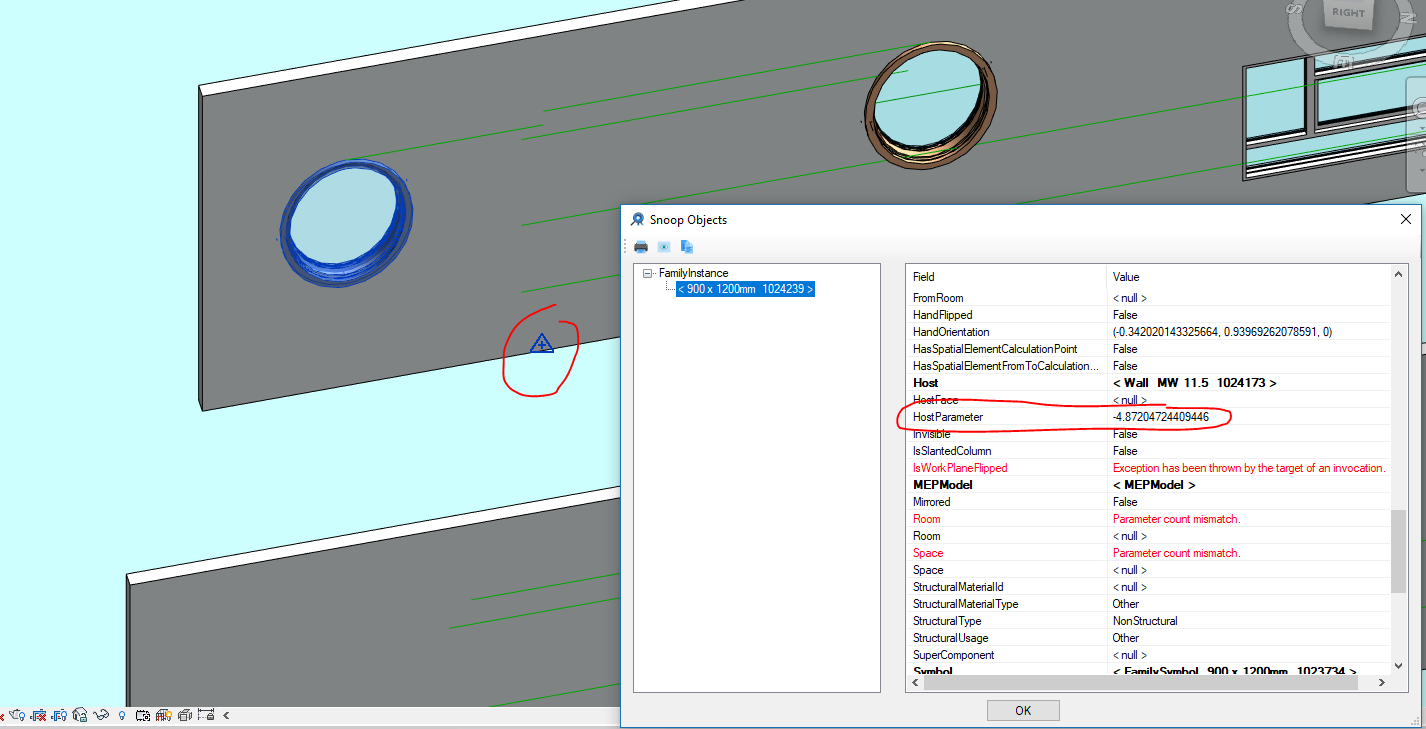 RIGHT
S
N
Snoop Objects
FamilyInstance
< 900 x 1200mm 1024239 >
Field Value
FromRoom < null >
HandFlipped False
HandOrientation (-0.342020143325664, 0.93969262078591, 0)
HasSpatialElementCalculationPoint False
HasSpatialElementFromToCalculation... False
Host < Wall MW 11.5 1024173 >
HostFace < null >
HostParameter -4.87204724409446
Invisible False
IsSlantedColumn False
IsWorkPlaneFlipped Exception has been thrown by the target of an invocation.
MEPModel < MEPModel >
Mirrored False
Room Parameter count mismatch.
Room < null >
Space Parameter count mismatch.
Space < null >
StructuralMaterialId < null >
StructuralMaterialType Other
StructuralType NonStructural
StructuralUsage Other
SuperComponent < null >
Symbol < FamilySymbol 900 x 1200mm 1023734 >
OK